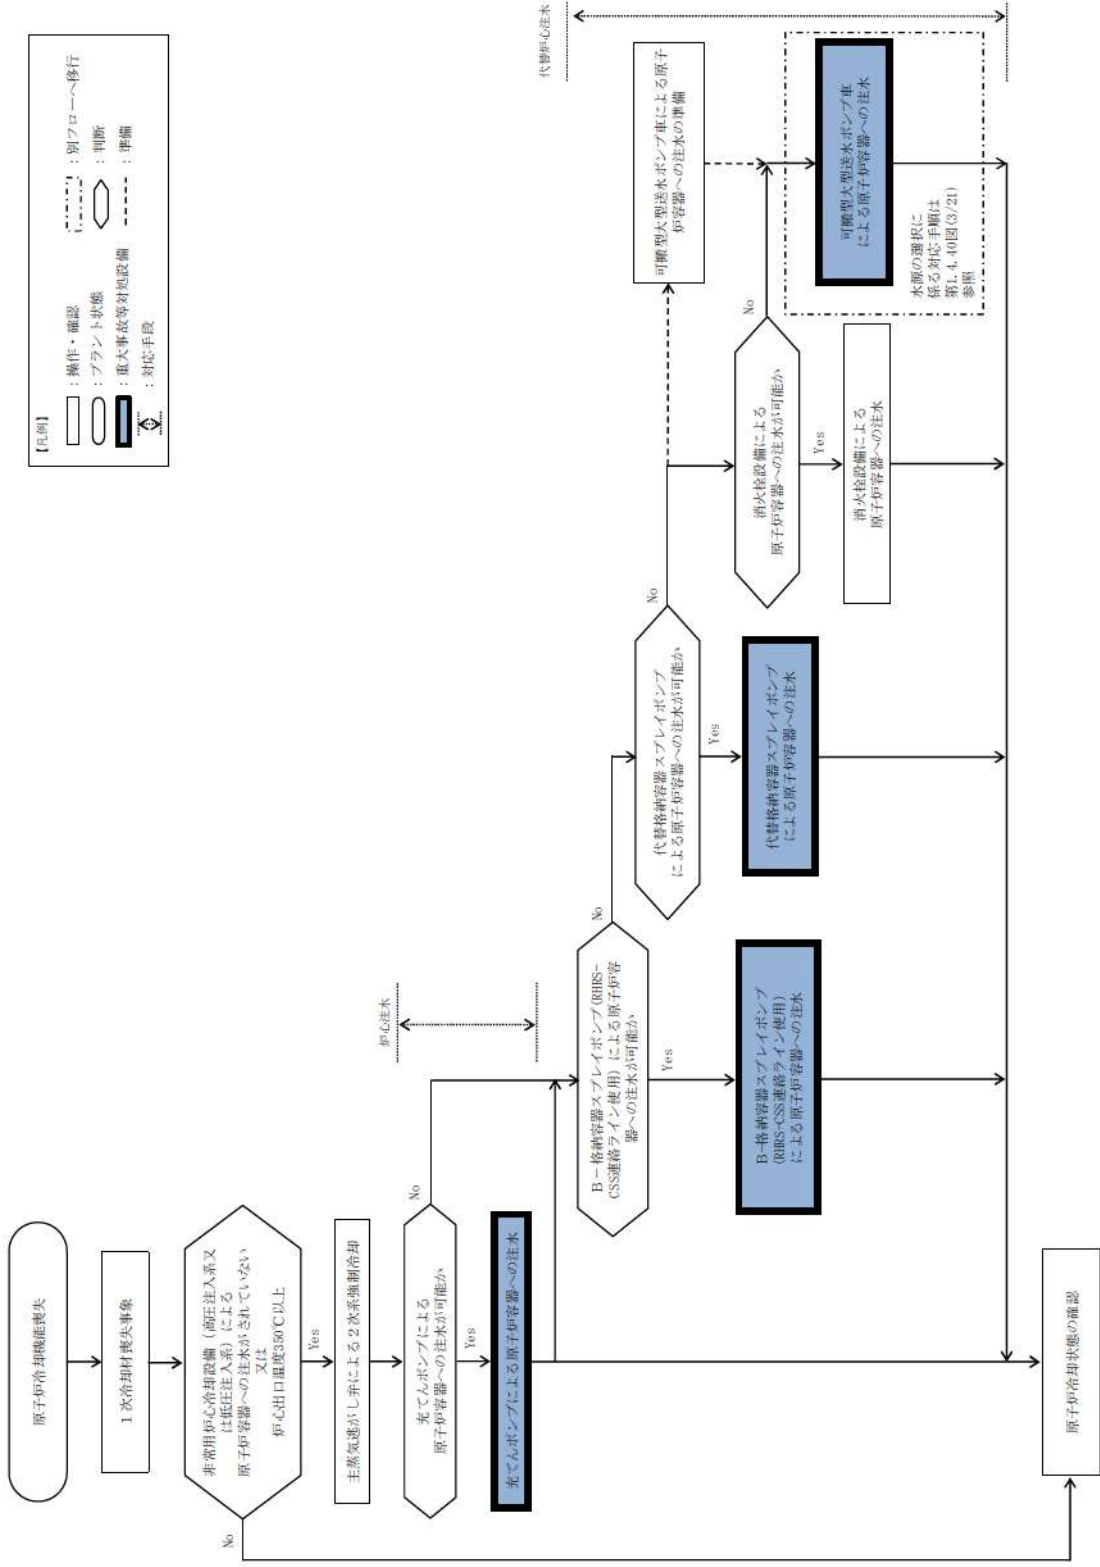 【凡例】
：操作・確認
：別フローへ移行
：プラント状態
：判断
：重大事故等対処設備
：準備
：対応手段
原子炉冷却機能喪失
1次冷却材喪失事象
非常用炉心冷却設備（高圧注入系又
は低圧注入系）による
原子炉容器への注水がされていない
又は
炉心出口温度350℃以上
No
Yes
主蒸気逃がし弁による2次系強制冷却
充てんポンプによる
原子炉容器への注水が可能か
No
Yes
充てんポンプによる原子炉容器への注水
炉心注水
B－格納容器スプレイポンプ（RHRS-
CSS連絡ライン使用）による原子炉容
器への注水が可能か
No
Yes
B-格納容器スプレイポンプ
(RHRS-CSS連絡ライン使用)
による原子炉容器への注水
代替格納容器スプレイポンプ
による原子炉容器への注水が可能か
No
Yes
代替格納容器スプレイポンプ
による原子炉容器への注水
消火栓設備による
原子炉容器への注水が可能か
No
Yes
消火栓設備による
原子炉容器への注水
代替炉心注水
可搬型大型送水ポンプ車による原子
炉容器への注水の準備
可搬型大型送水ポンプ車
による原子炉容器への注水
水源の選択に
係る対応手順は
第1.4.40図(3/21)
参照
原子炉冷却状態の確認